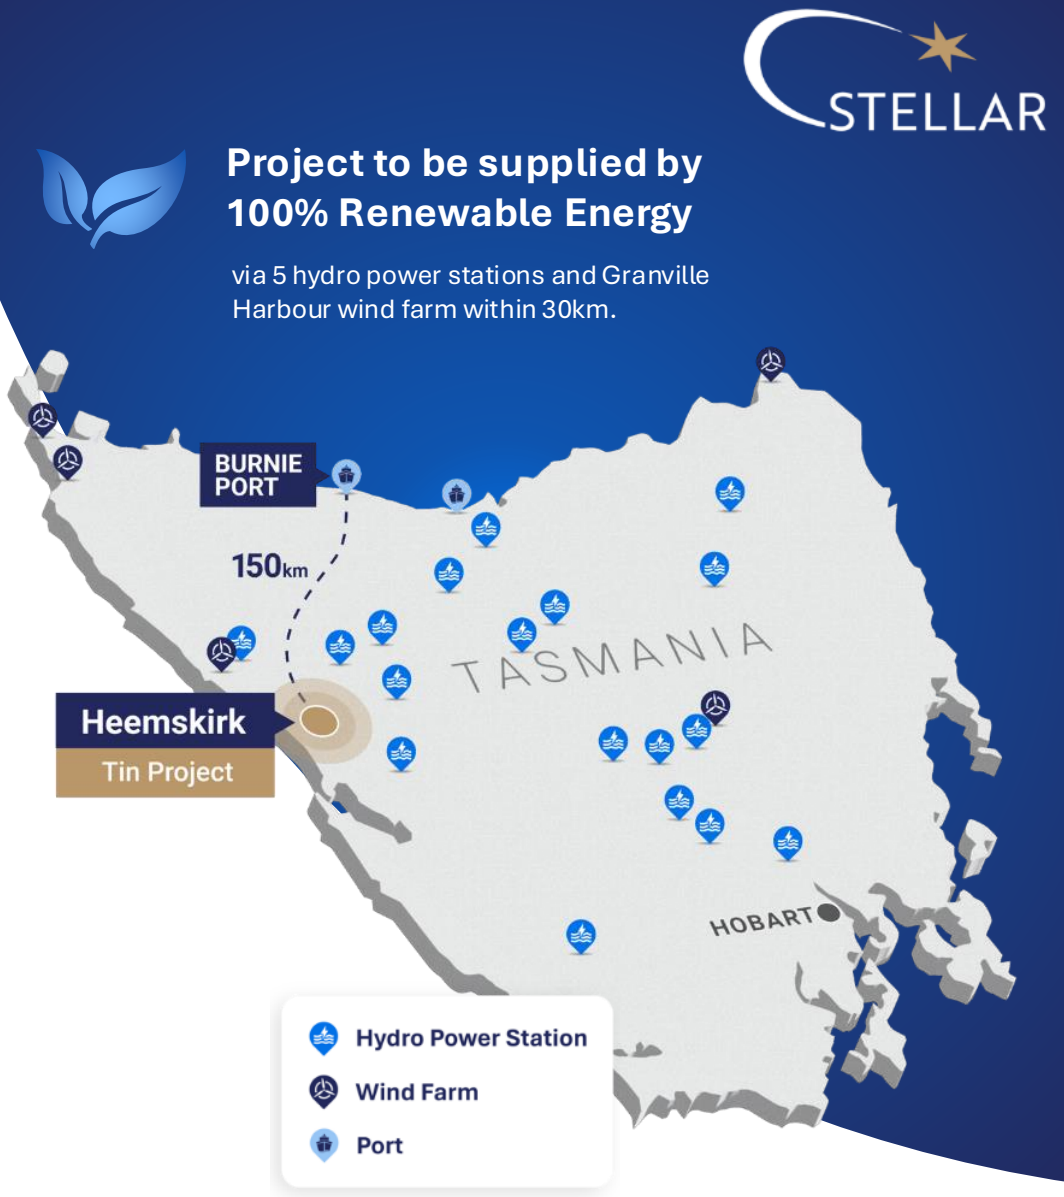 STELLAR
Project to be supplied by
100% Renewable Energy
via 5 hydro power stations and Granville
Harbour wind farm within 30km.
BURNIE
PORT
150km
TASMANIA
Heemskirk
Tin Project
HOBART
Hydro Power Station
Wind Farm
Port